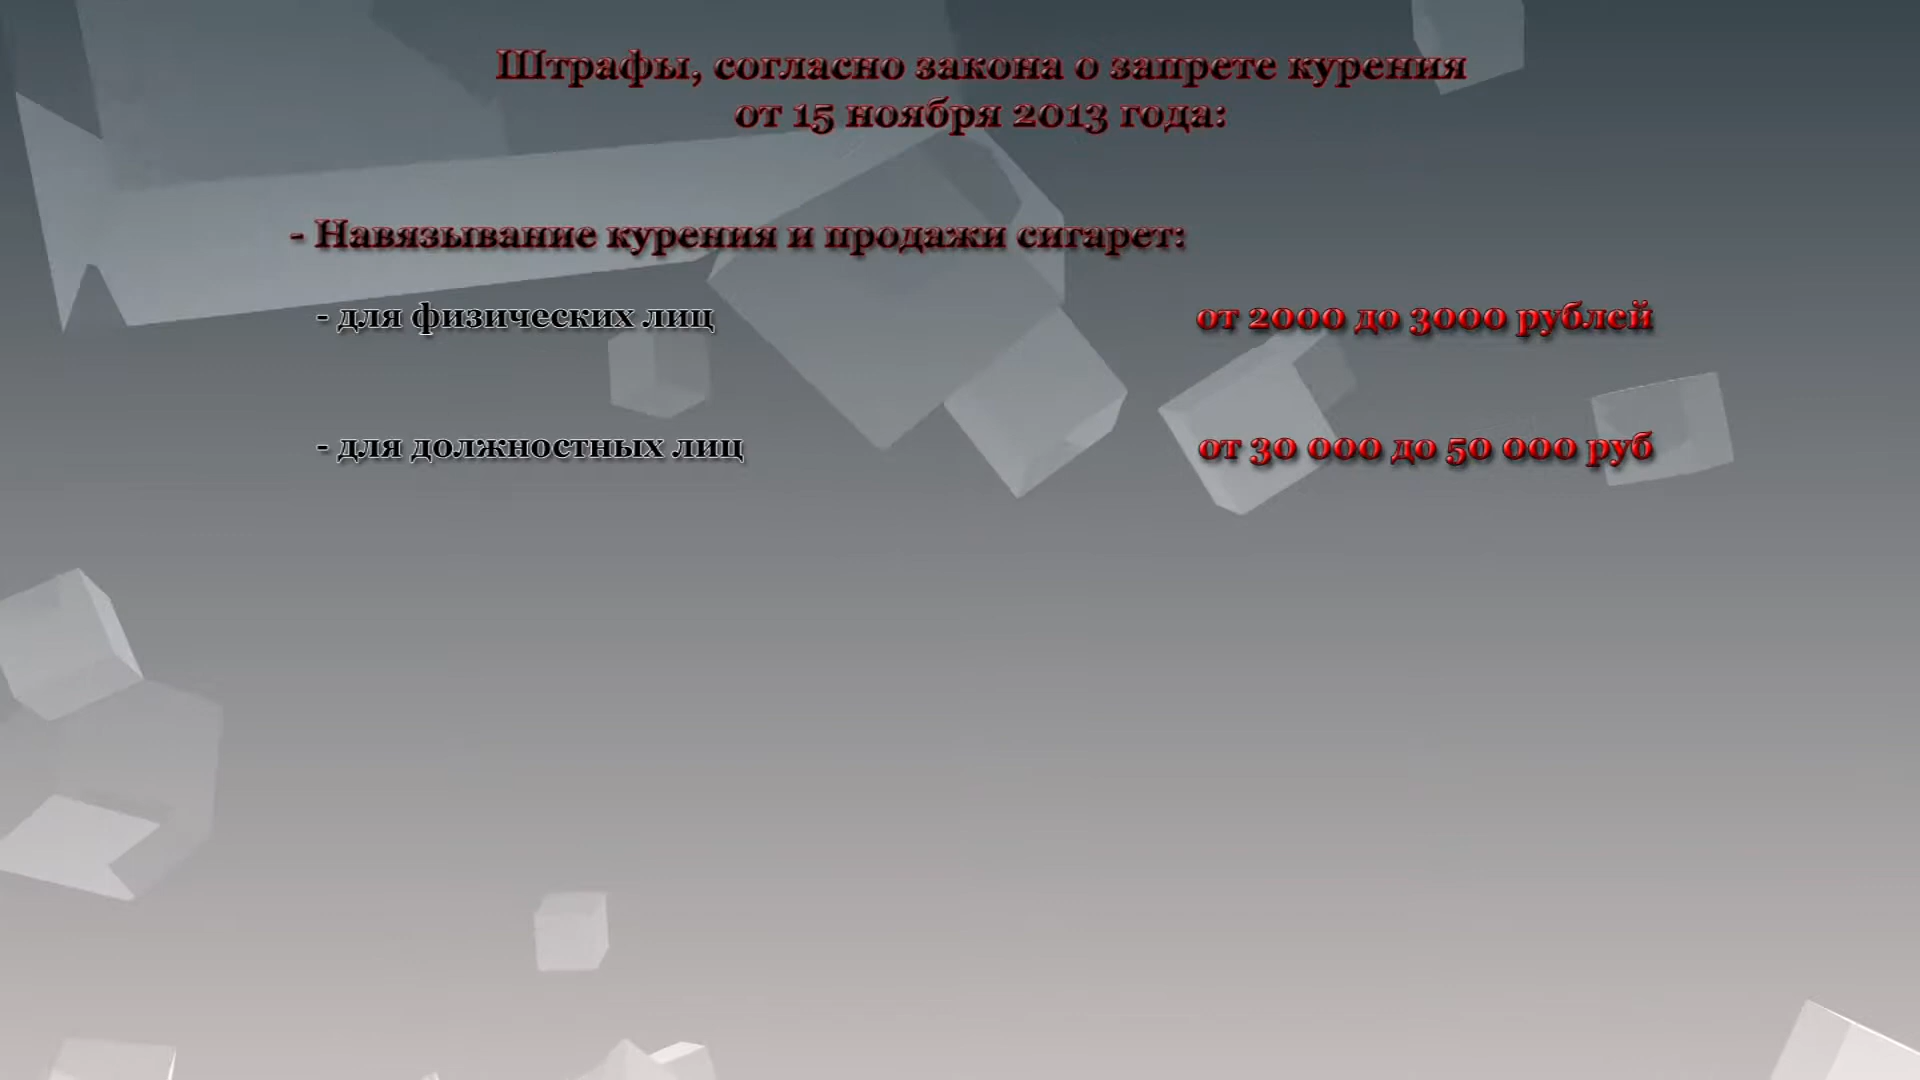 Штрафы, согласно закона о запрете курения
от 15 ноября 2013 года:
- Навязывание курения и продажи сигарет:
- для физических лиц от 2000 до 3000 рублей
- для должностных лиц от 30 000 до 50 000 руб